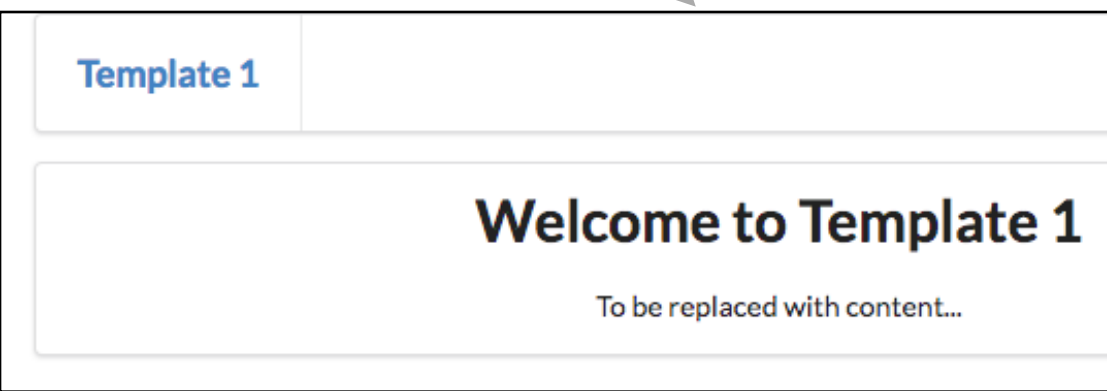 Template 1
Welcome to Template 1
To be replaced with content...